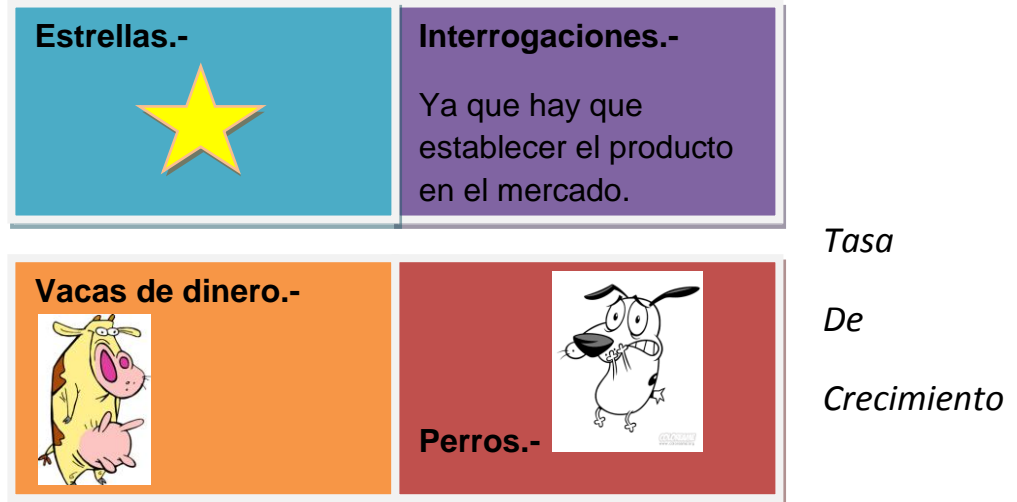 Estrellas.-
Interrogaciones.-
Ya que hay que
establecer el producto
en el mercado.
Tasa
De
Crecimiento
Vacas de dinero.-
Perros.-